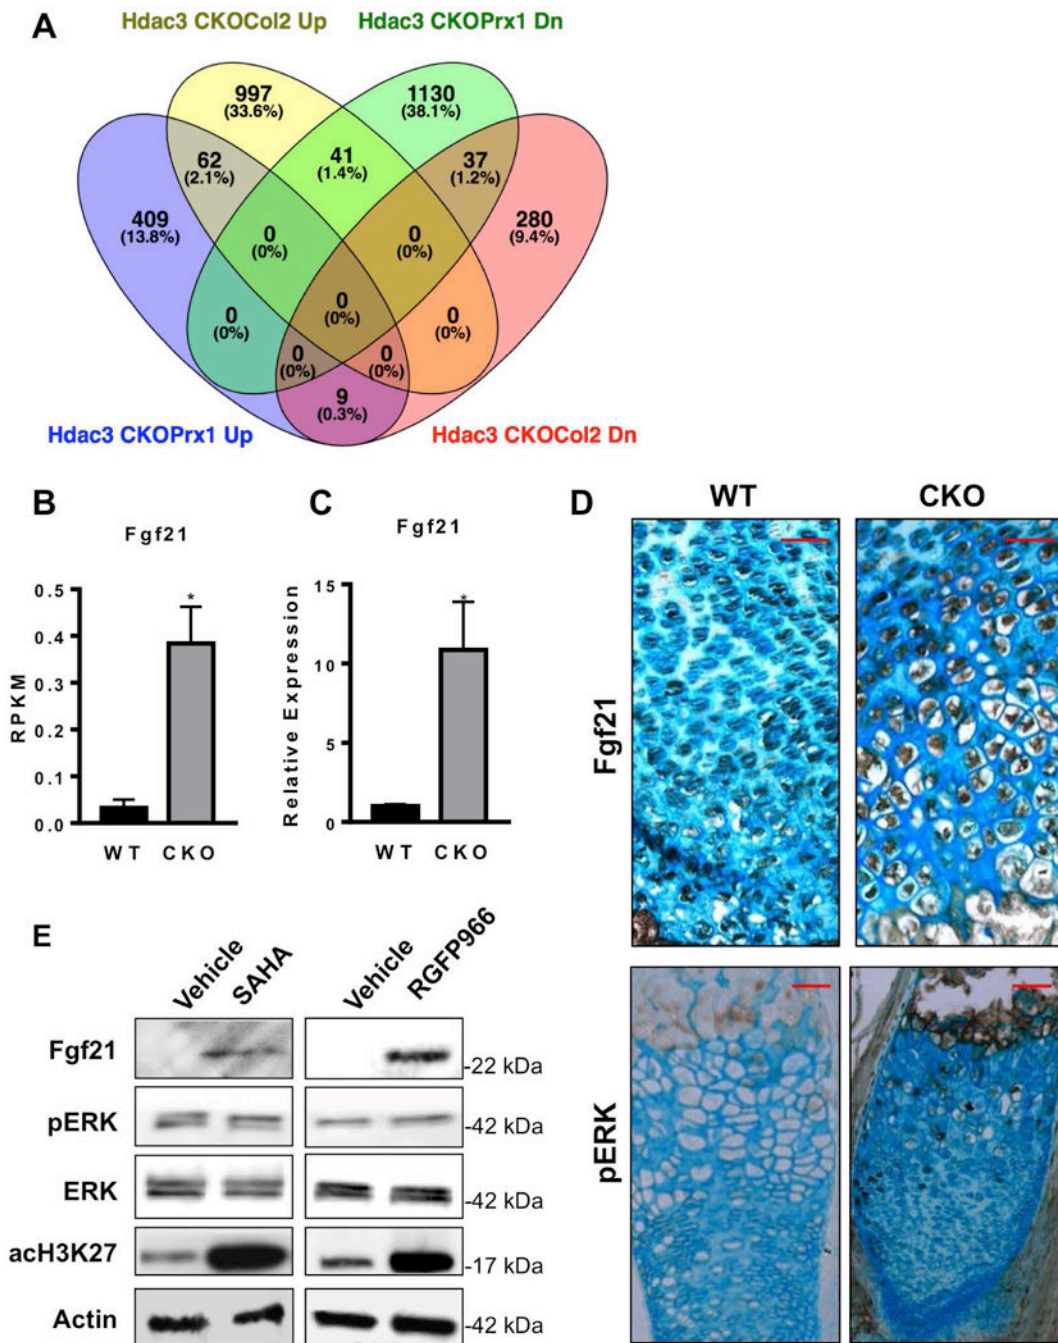 A
Hdac3 CKOCol2 Up
Hdac3 CKOPrx1 Dn
997
(33.6%)
1130
(38.1%)
62
(2.1%)
41
(1.4%)
37
(1.2%)
409
(13.8%)
0
(0%)
0
(0%)
280
(9.4%)
0
(0%)
0
(0%)
0
(0%)
0
(0%)
0
(0%)
9
(0.3%)
Hdac3 CKOPrx1 Up
Hdac3 CKOCol2 Dn
B
Fgf21
RPKM
0.5
0.4
0.3
0.2
0.1
0.0
*
WT
CKO
C
Fgf21
Relative Expression
15
10
5
0
*
WT
CKO
D
WT
CKO
Fgf21
pERK
E
Vehicle
SAHA
Vehicle
RGFP966
Fgf21
-22 kDa
pERK
-42 kDa
ERK
-42 kDa
acH3K27
-17 kDa
Actin
-42 kDa